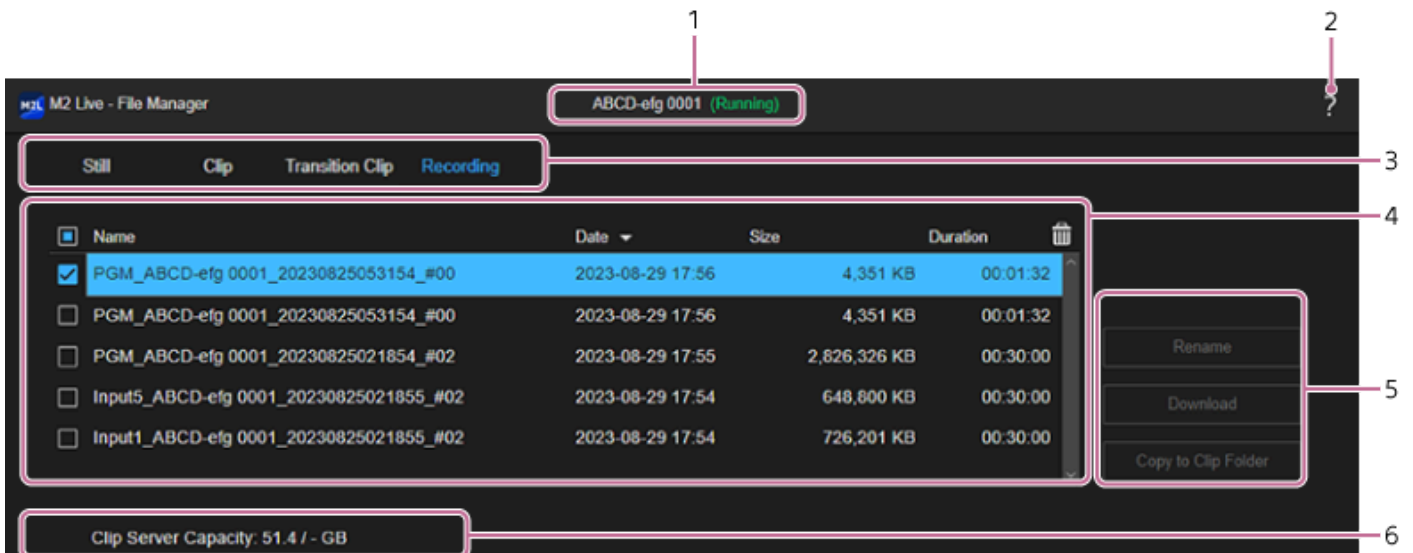 1
2
M2L M2 Live - File Manager
ABCD-efg 0001 (Running)
?
Still Clip Transition Clip Recording
3
4
Name Date Size Duration
PGM_ABCD-efg 0001_20230825053154_#00 2023-08-29 17:56 4,351 KB 00:01:32
PGM_ABCD-efg 0001_20230825053154_#00 2023-08-29 17:56 4,351 KB 00:01:32
PGM_ABCD-efg 0001_20230825021854_#02 2023-08-29 17:55 2,826,326 KB 00:30:00
Input5_ABCD-efg 0001_20230825021855_#02 2023-08-29 17:54 648,800 KB 00:30:00
Input1_ABCD-efg 0001_20230825021855_#02 2023-08-29 17:54 726,201 KB 00:30:00
Rename
Download
Copy to Clip Folder
5
Clip Server Capacity: 51.4 / - GB
6